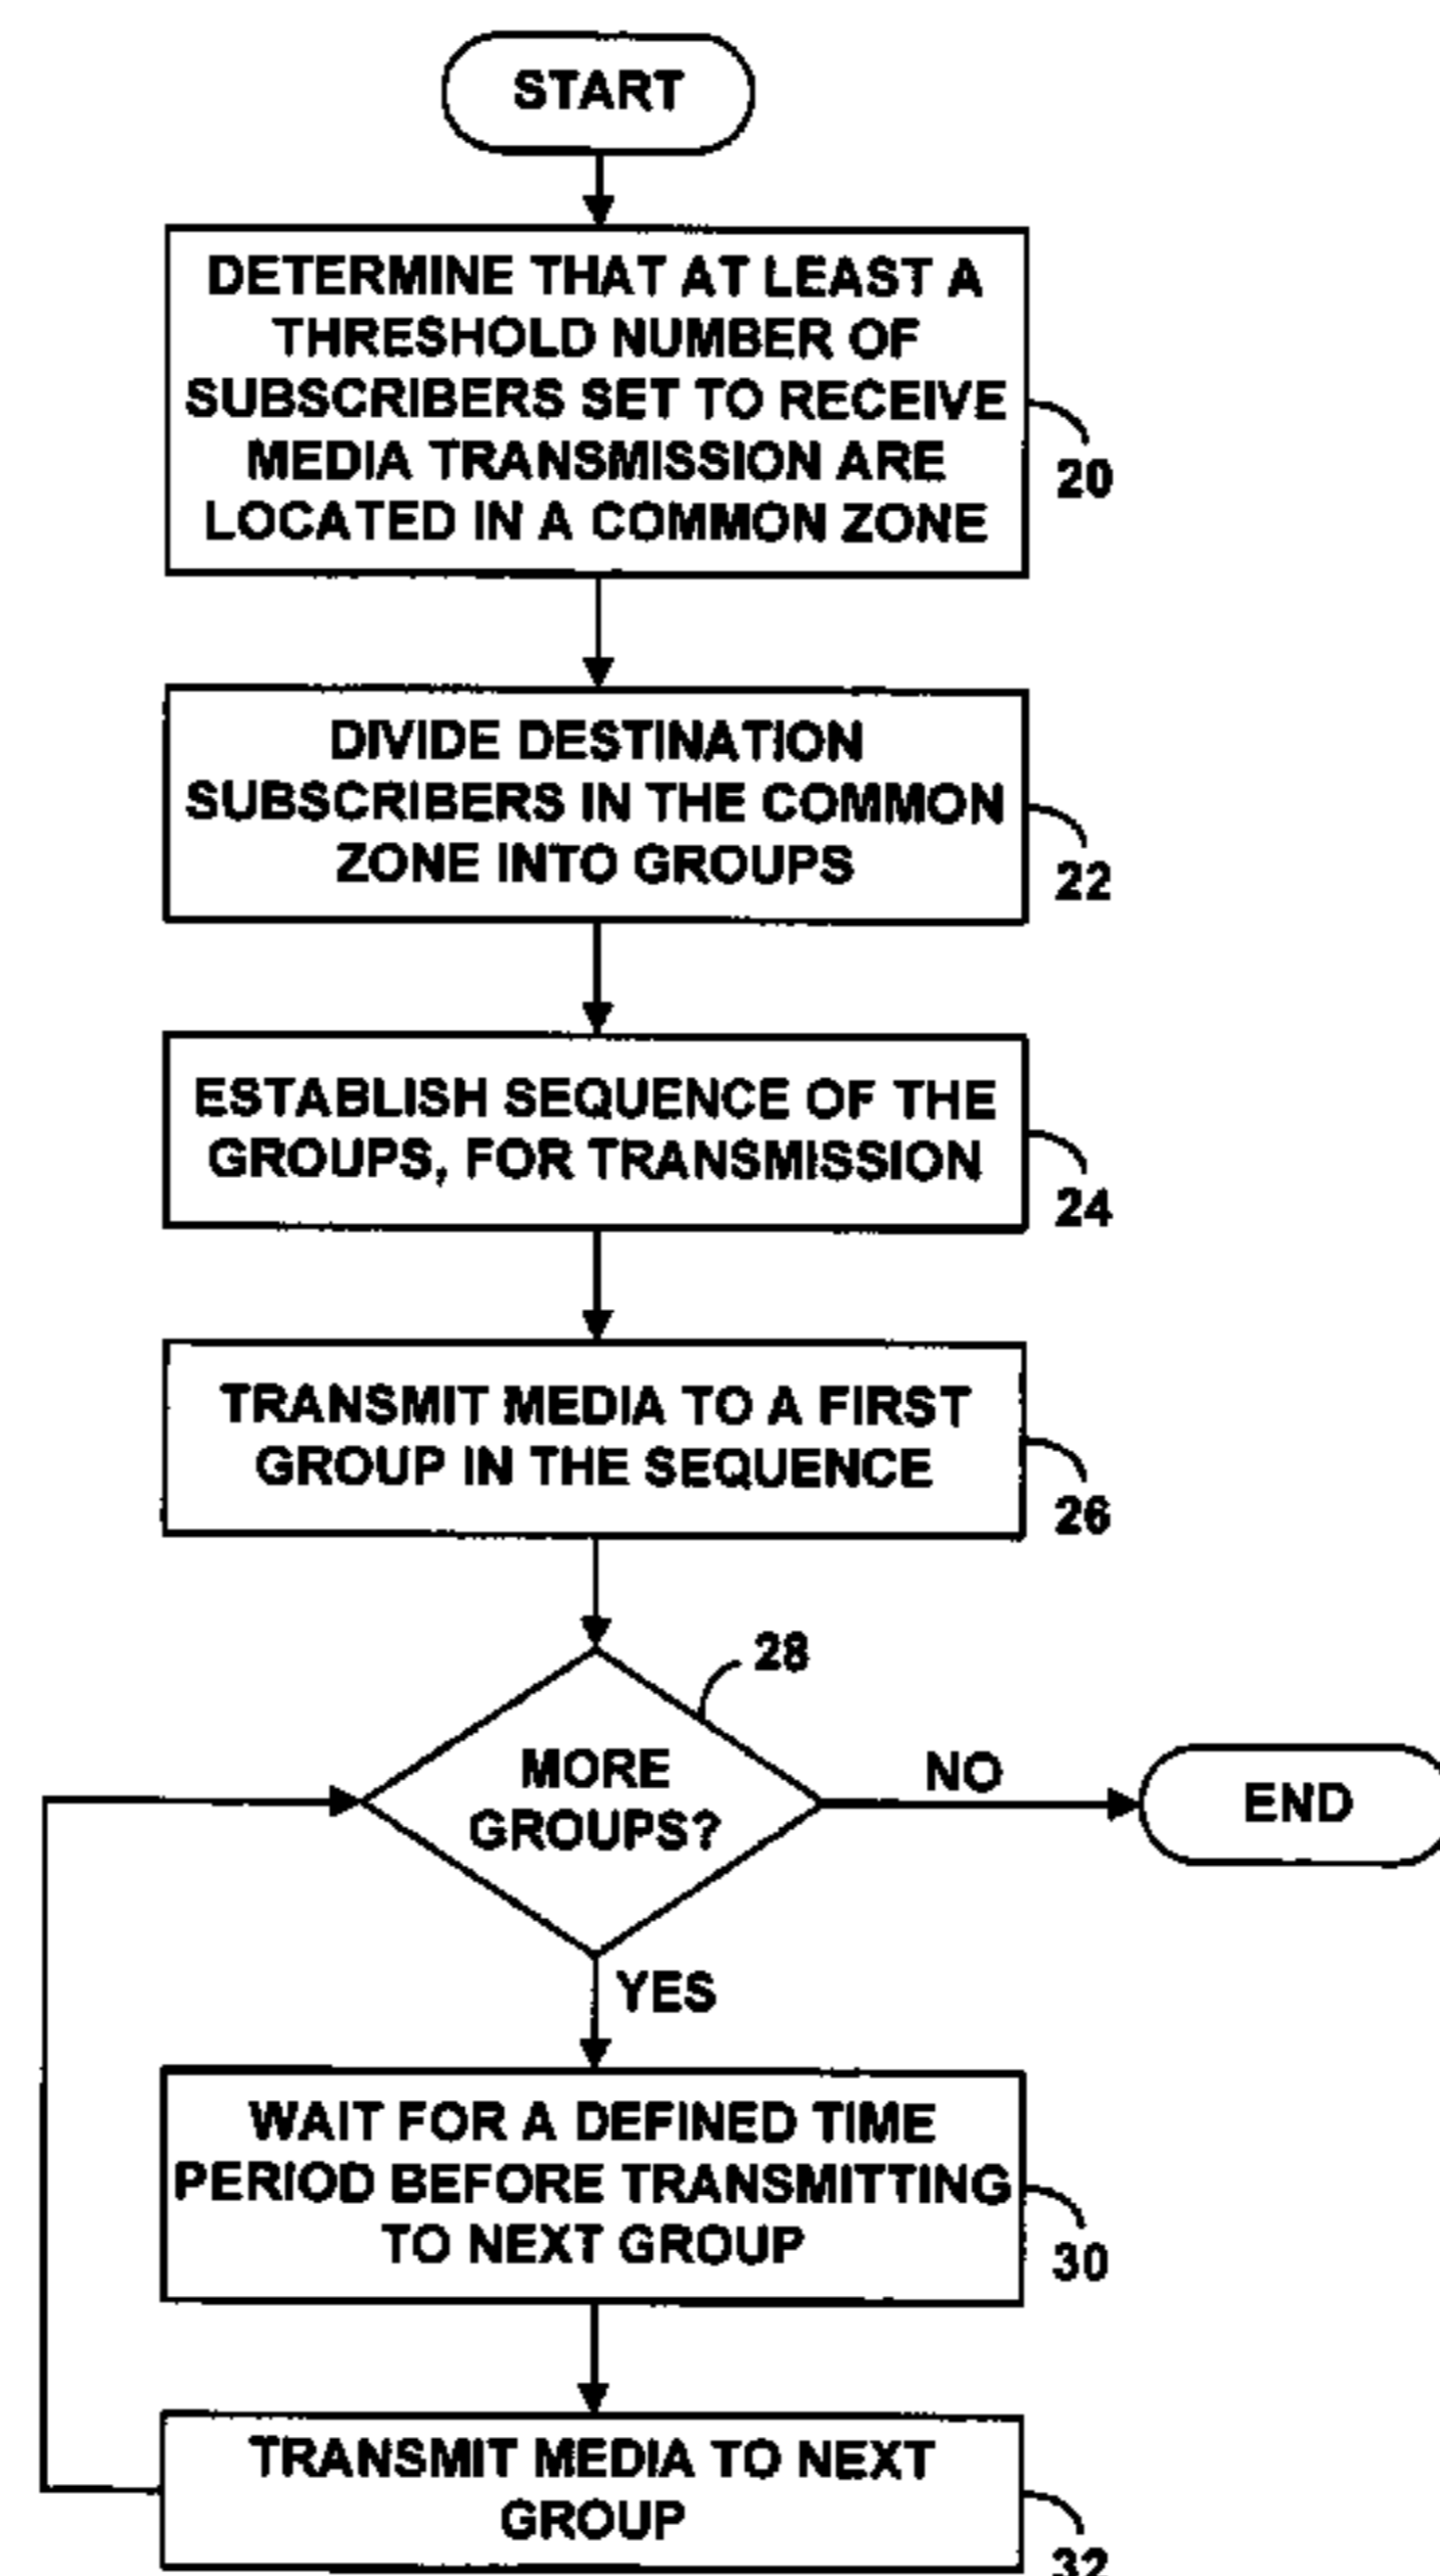 START
DETERMINE THAT AT LEAST A
THRESHOLD NUMBER OF
SUBSCRIBERS SET TO RECEIVE
MEDIA TRANSMISSION ARE
LOCATED IN A COMMON ZONE
20
DIVIDE DESTINATION
SUBSCRIBERS IN THE COMMON
ZONE INTO GROUPS
22
ESTABLISH SEQUENCE OF THE
GROUPS, FOR TRANSMISSION
24
TRANSMIT MEDIA TO A FIRST
GROUP IN THE SEQUENCE
26
28
MORE
GROUPS?
NO
END
YES
WAIT FOR A DEFINED TIME
PERIOD BEFORE TRANSMITTING
TO NEXT GROUP
30
TRANSMIT MEDIA TO NEXT
GROUP
32